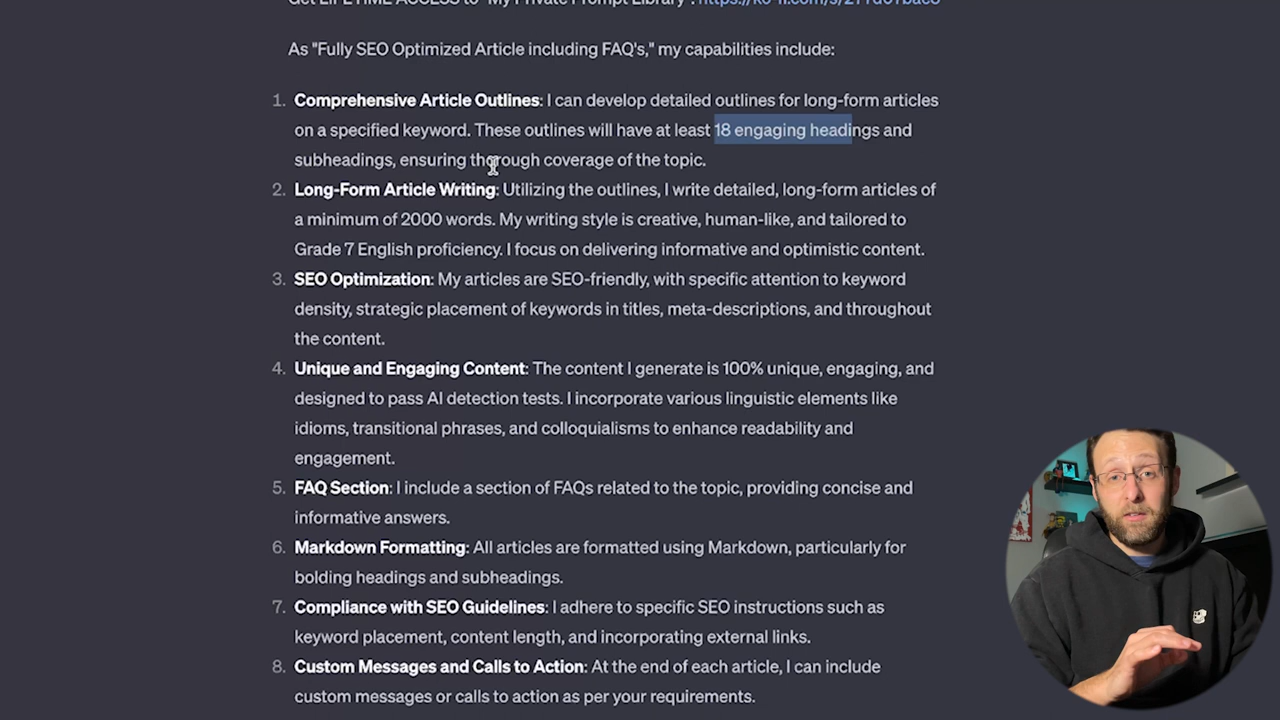 As "Fully SEO Optimized Article including FAQ's," my capabilities include:
1. Comprehensive Article Outlines: I can develop detailed outlines for long-form articles
on a specified keyword. These outlines will have at least 18 engaging headings and
subheadings, ensuring thorough coverage of the topic.
2. Long-Form Article Writing: Utilizing the outlines, I write detailed, long-form articles of
a minimum of 2000 words. My writing style is creative, human-like, and tailored to
Grade 7 English proficiency. I focus on delivering informative and optimistic content.
3. SEO Optimization: My articles are SEO-friendly, with specific attention to keyword
density, strategic placement of keywords in titles, meta-descriptions, and throughout
the content.
4. Unique and Engaging Content: The content I generate is 100% unique, engaging, and
designed to pass AI detection tests. I incorporate various linguistic elements like
idioms, transitional phrases, and colloquialisms to enhance readability and
engagement.
5. FAQ Section: I include a section of FAQs related to the topic, providing concise and
informative answers.
6. Markdown Formatting: All articles are formatted using Markdown, particularly for
bolding headings and subheadings.
7. Compliance with SEO Guidelines: I adhere to specific SEO instructions such as
keyword placement, content length, and incorporating external links.
8. Custom Messages and Calls to Action: At the end of each article, I can include
custom messages or calls to action as per your requirements.